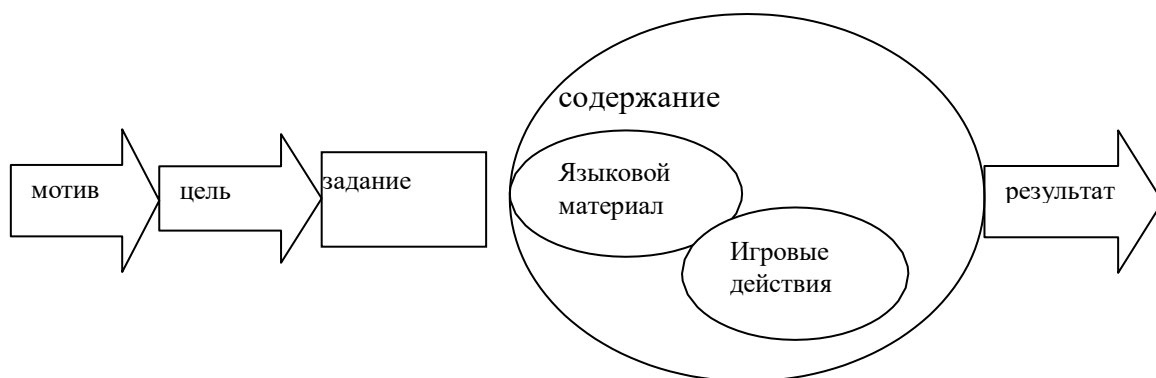 мотив
цель
задание
содержание
Языковой
материал
Игровые
действия
результат